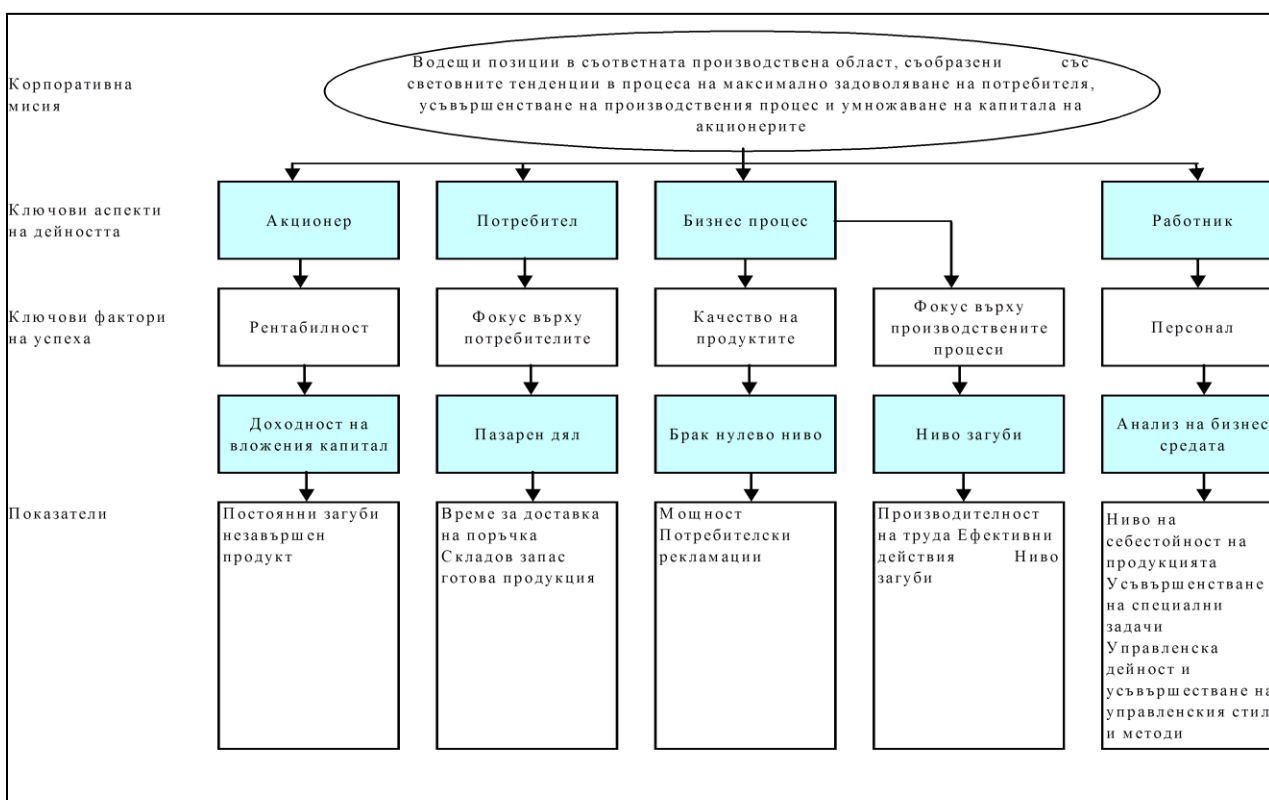 Корпоративна
мисия
Водещи позиции в съответната производствена област, съобразени със
световните тенденции в процеса на максимално задоволяване на потребителя,
усъвършенстване на производствения процес и умножаване на капитала на
акционерите
Ключови аспекти
на дейността
Акционер
Потребител
Бизнес процес
Работник
Ключови фактори
на успеха
Рентабилност
Фокус върху
потребителите
Качество на
продуктите
Фокус върху
производствените
процеси
Персонал
Доходност на
вложения капитал
Пазарен дял
Брак нулево ниво
Ниво загуби
Анализ на бизнес
средата
Показатели
Постоянни загуби
незавършен
продукт
Време за доставка
на поръчка
Складов запас
готова продукция
Мощност
Потребителски
рекламации
Производителност
на труда Ефективни
действия Ниво
загуби
Ниво на
себестойност на
продукцията
Усъвършенстване
на специални
задачи
Управленска
дейност и
усъвършестване на
управленския стил
и методи